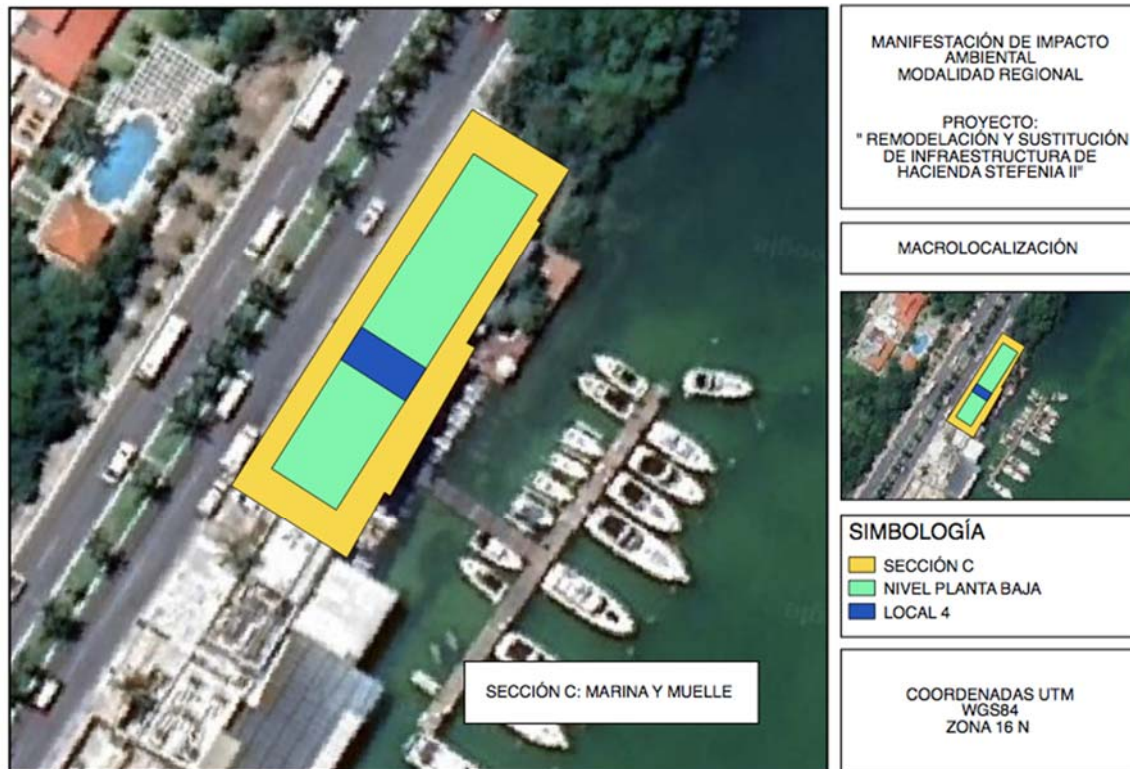 MANIFESTACIÓN DE IMPACTO
AMBIENTAL
MODALIDAD REGIONAL
PROYECTO:
" REMODELACIÓN Y SUSTITUCIÓN
DE INFRAESTRUCTURA DE
HACIENDA STEFENIA II"
MACROLOCALIZACIÓN
SIMBOLOGÍA
SECCIÓN C
NIVEL PLANTA BAJA
LOCAL 4
SECCIÓN C: MARINA Y MUELLE
COORDENADAS UTM
WGS84
ZONA 16 N